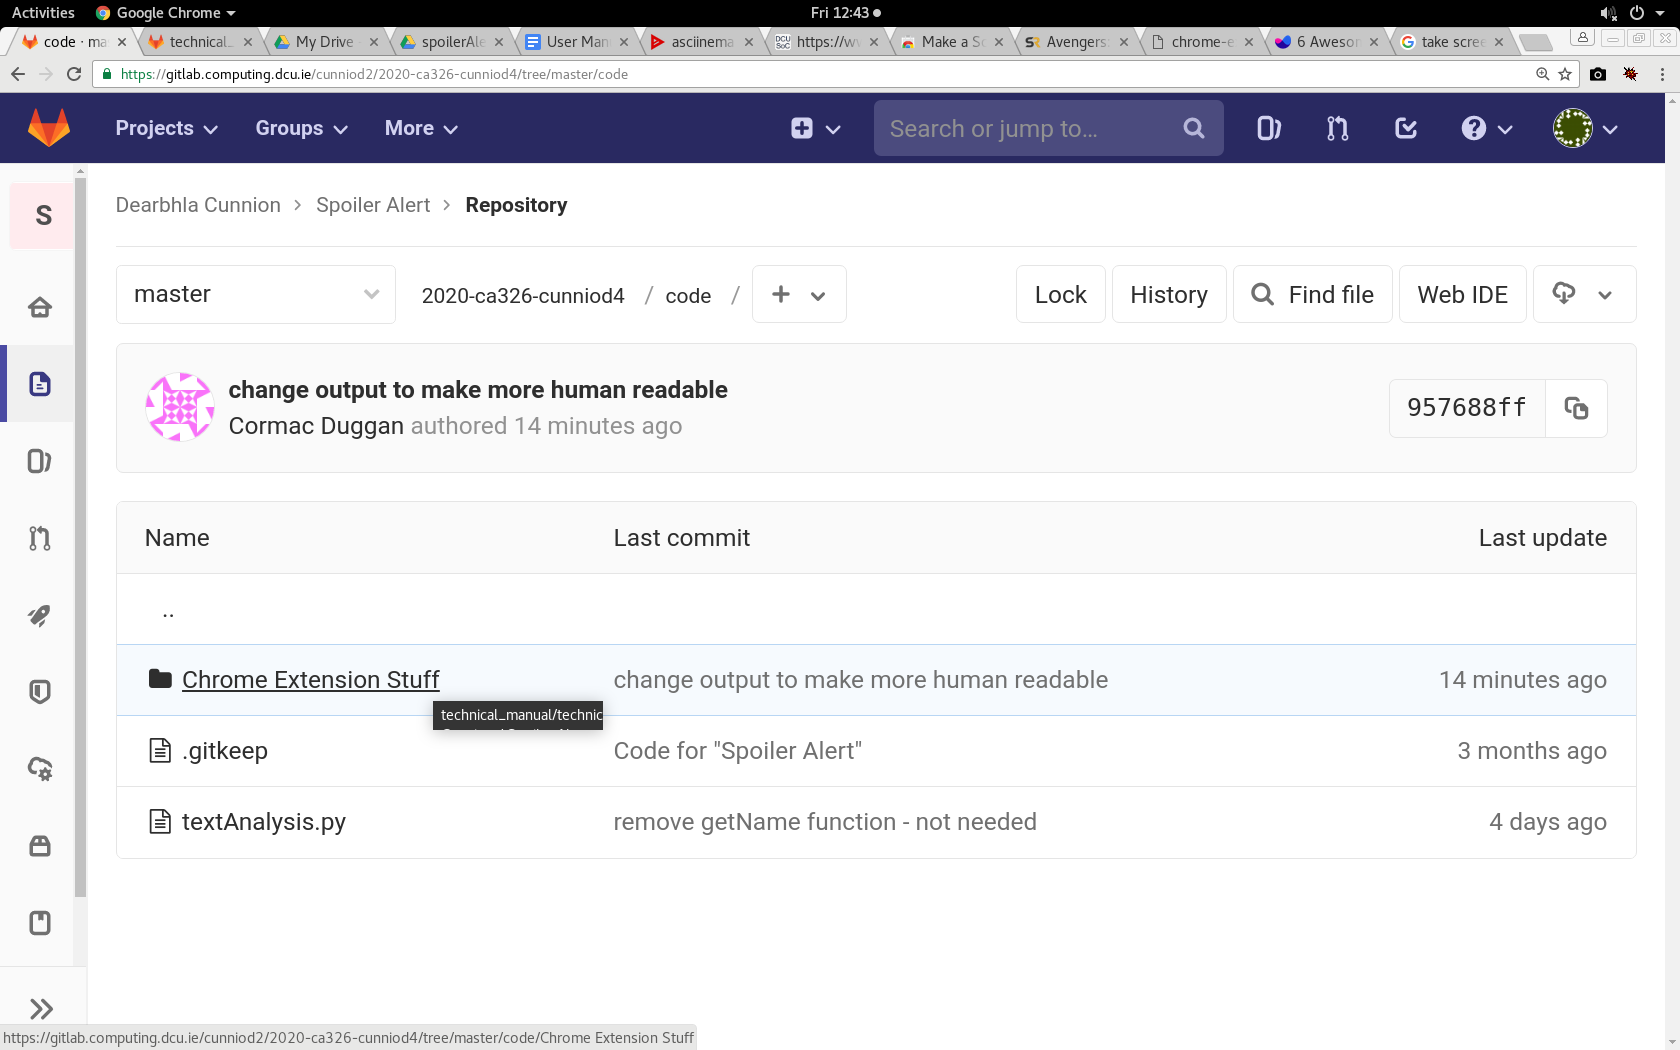 Activities Google Chrome Fri 12:43
code · ma technical_ My Drive spoilerAle User Man asciinema https://w Make a Sc Avengers: chrome-e 6 Awesom take scree
https://gitlab.computing.dcu.ie/cunniod2/2020-ca326-cunniod4/tree/master/code
Projects Groups More Search or jump to…
S
Dearbhla Cunnion > Spoiler Alert > Repository
master 2020-ca326-cunniod4 / code / + Lock History Find file Web IDE
change output to make more human readable
Cormac Duggan authored 14 minutes ago
957688ff
Name Last commit Last update
..
Chrome Extension Stuff change output to make more human readable 14 minutes ago
technical_manual/technic
.gitkeep Code for "Spoiler Alert" 3 months ago
textAnalysis.py remove getName function - not needed 4 days ago
https://gitlab.computing.dcu.ie/cunniod2/2020-ca326-cunniod4/tree/master/code/Chrome Extension Stuff